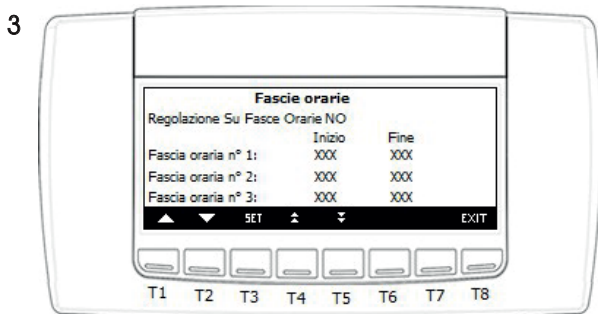 3
Fascie orarie
Regolazione Su Fasce Orarie NO
Inizio Fine
Fascia oraria n° 1: XXX XXX
Fascia oraria n° 2: XXX XXX
Fascia oraria n° 3: XXX XXX
SET EXIT
T1 T2 T3 T4 T5 T6 T7 T8